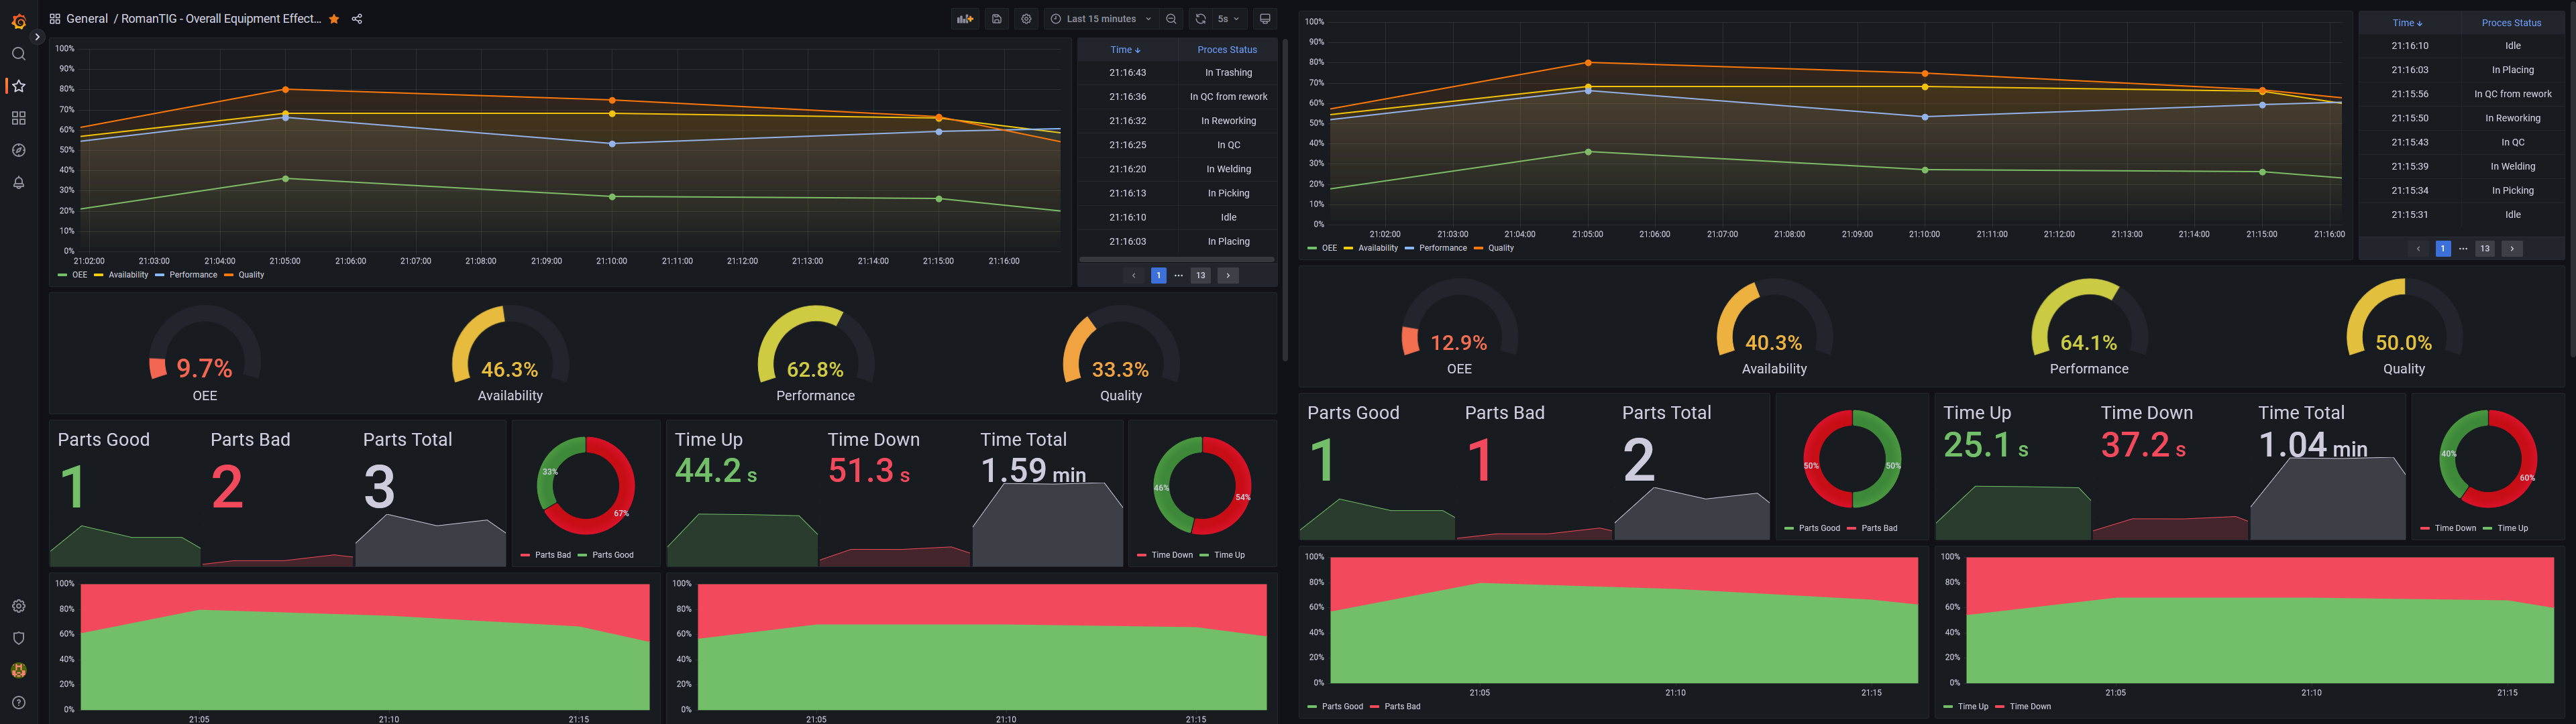 General / RomanTIG - Overall Equipment Effect...
Last 15 minutes
5s
100%
90%
80%
70%
60%
50%
40%
30%
20%
10%
0%
21:02:00 21:03:00 21:04:00 21:05:00 21:06:00 21:07:00 21:08:00 21:09:00 21:10:00 21:11:00 21:12:00 21:13:00 21:14:00 21:15:00 21:16:00
OEE Availability Performance Quality
Time Proces Status
21:16:43 In Trashing
21:16:36 In QC from rework
21:16:32 In Reworking
21:16:25 In QC
21:16:20 In Welding
21:16:13 In Picking
21:16:10 Idle
21:16:03 In Placing
1 ... 13
9.7% 46.3% 62.8% 33.3%
OEE Availability Performance Quality
Parts Good Parts Bad Parts Total
1 2 3
33%
67%
Parts Bad Parts Good
Time Up Time Down Time Total
44.2 s 51.3 s 1.59 min
46%
54%
Time Down Time Up
100%
80%
60%
40%
20%
0%
21:05 21:10 21:15
100%
80%
60%
40%
20%
0%
21:05 21:10 21:15
100%
90%
80%
70%
60%
50%
40%
30%
20%
10%
0%
21:02:00 21:03:00 21:04:00 21:05:00 21:06:00 21:07:00 21:08:00 21:09:00 21:10:00 21:11:00 21:12:00 21:13:00 21:14:00 21:15:00 21:16:00
OEE Availability Performance Quality
Time Proces Status
21:16:10 Idle
21:16:03 In Placing
21:15:56 In QC from rework
21:15:50 In Reworking
21:15:43 In QC
21:15:39 In Welding
21:15:34 In Picking
21:15:31 Idle
1 ... 13
12.9% 40.3% 64.1% 50.0%
OEE Availability Performance Quality
Parts Good Parts Bad Parts Total
1 1 2
50% 50%
Parts Good Parts Bad
Time Up Time Down Time Total
25.1 s 37.2 s 1.04 min
40%
60%
Time Down Time Up
100%
80%
60%
40%
20%
0%
21:05 21:10 21:15
Parts Good Parts Bad
100%
80%
60%
40%
20%
0%
21:05 21:10 21:15
Time Up Time Down